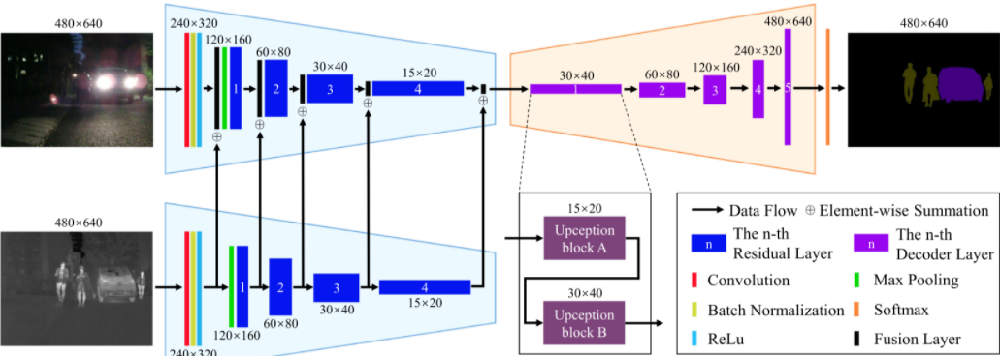 480×640
240×320
120×160
1
60×80
2
30×40
3
15×20
4
⊕
⊕
⊕
⊕
⊕
30×40
1
60×80
2
120×160
3
240×320
4
480×640
5
480×640
480×640
240×320
120×160
1
60×80
2
30×40
3
15×20
4
15×20
Upception
block A
30×40
Upception
block B
Data Flow ⊕ Element-wise Summation
n The n-th
Residual Layer
n The n-th
Decoder Layer
Convolution
Max Pooling
Batch Normalization
Softmax
ReLu
Fusion Layer